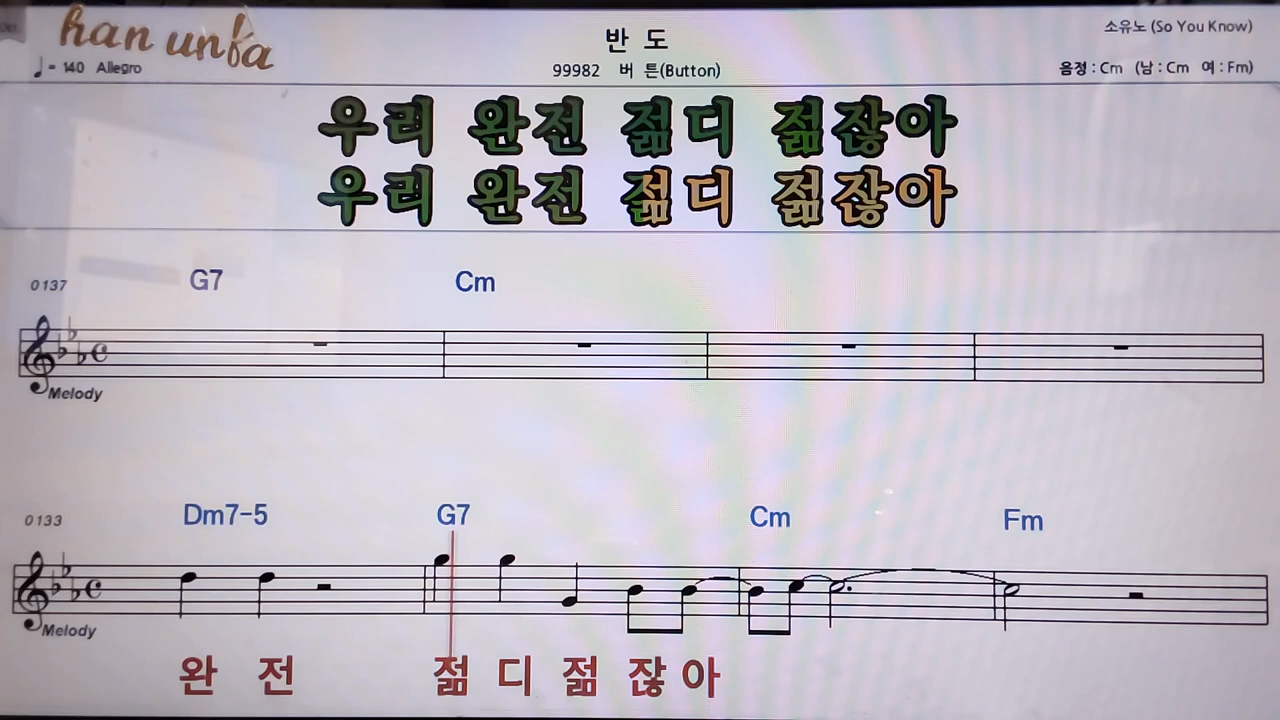 han unfa
반 도
소유노 (So You Know)
♩= 140 Allegro
99982 버 튼(Button)
음정 : Cm (남 : Cm 여 : Fm)
우리 완전 젊디 젊잖아
우리 완전 젊디 젊잖아
0137 G7 Cm
Melody
0133 Dm7-5 G7 Cm Fm
Melody
완 전 젊 디 젊 잖 아